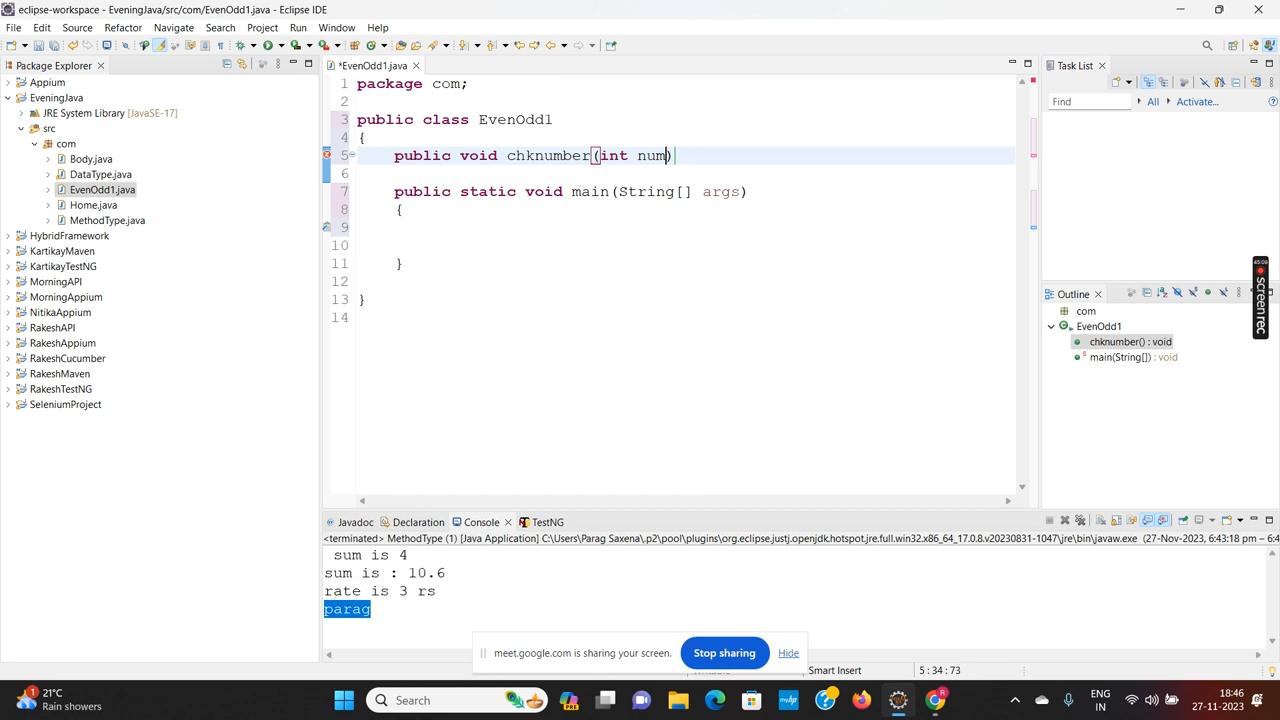 eclipse-workspace - EveningJava/src/com/EvenOdd1.java - Eclipse IDE
File Edit Source Refactor Navigate Search Project Run Window Help
Package Explorer
Appium
EveningJava
JRE System Library [JavaSE-17]
src
com
Body.java
DataType.java
EvenOdd1.java
Home.java
MethodType.java
HybridFramework
KartikayMaven
KartikayTestNG
MorningAPI
MorningAppium
NitikaAppium
RakeshAPI
RakeshAppium
RakeshCucumber
RakeshMaven
RakeshTestNG
SeleniumProject
*EvenOdd1.java
1 package com;
2
3 public class EvenOdd1
4 {
5 public void chknumber(int num)
6
7 public static void main(String[] args)
8 {
9
10
11 }
12
13 }
14
Task List
Find All Activate...
45:09
screen rec
Outline
com
EvenOdd1
chknumber() : void
main(String[]) : void
Javadoc Declaration Console TestNG
<terminated> MethodType (1) [Java Application] C:\Users\Parag Saxena\.p2\pool\plugins\org.eclipse.justj.openjdk.hotspot.jre.full.win32.x86_64_17.0.8.v20230831-1047\jre\bin\javaw.exe (27-Nov-2023, 6:43:18 pm – 6:4
sum is 4
sum is : 10.6
rate is 3 rs
parag
meet.google.com is sharing your screen. Stop sharing Hide
Smart Insert 5 : 34 : 73
1
21°C
Rain showers
Search
PRE
ENG
IN
18:46
27-11-2023